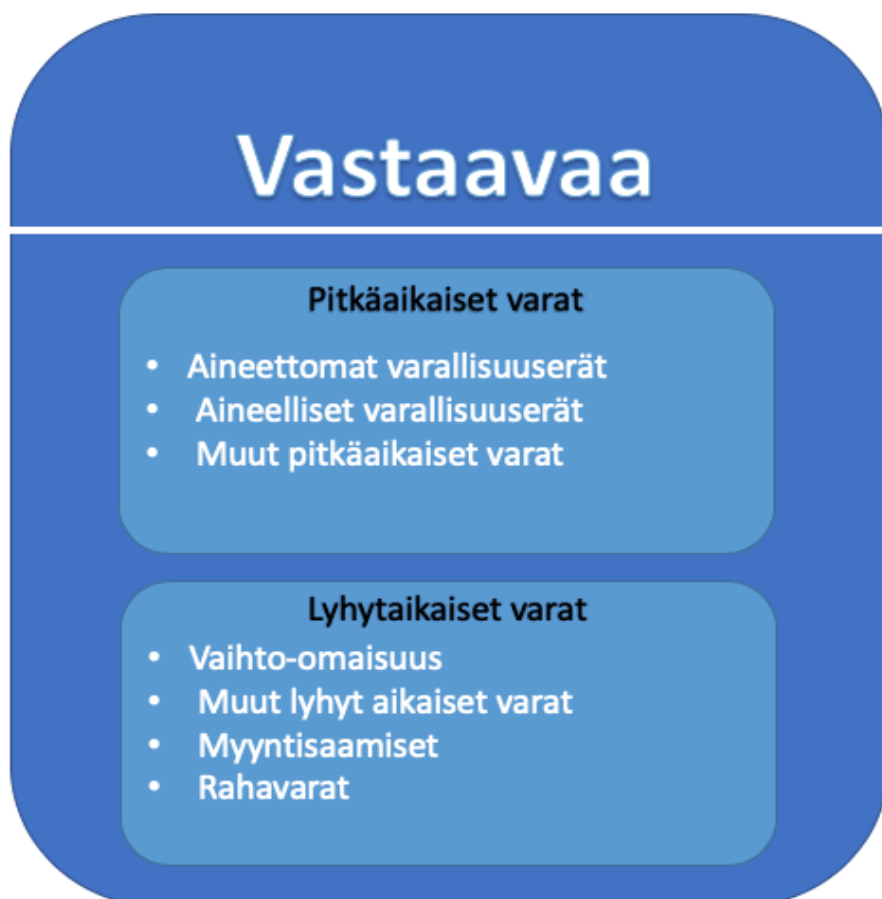 Vastaavaa
Pitkäaikaiset varat
• Aineettomat varallisuuserät
• Aineelliset varallisuuserät
• Muut pitkäaikaiset varat
Lyhytaikaiset varat
• Vaihto-omaisuus
• Muut lyhyt aikaiset varat
• Myyntisaamiset
• Rahavarat